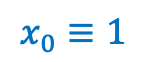 x₀ ≡ 1